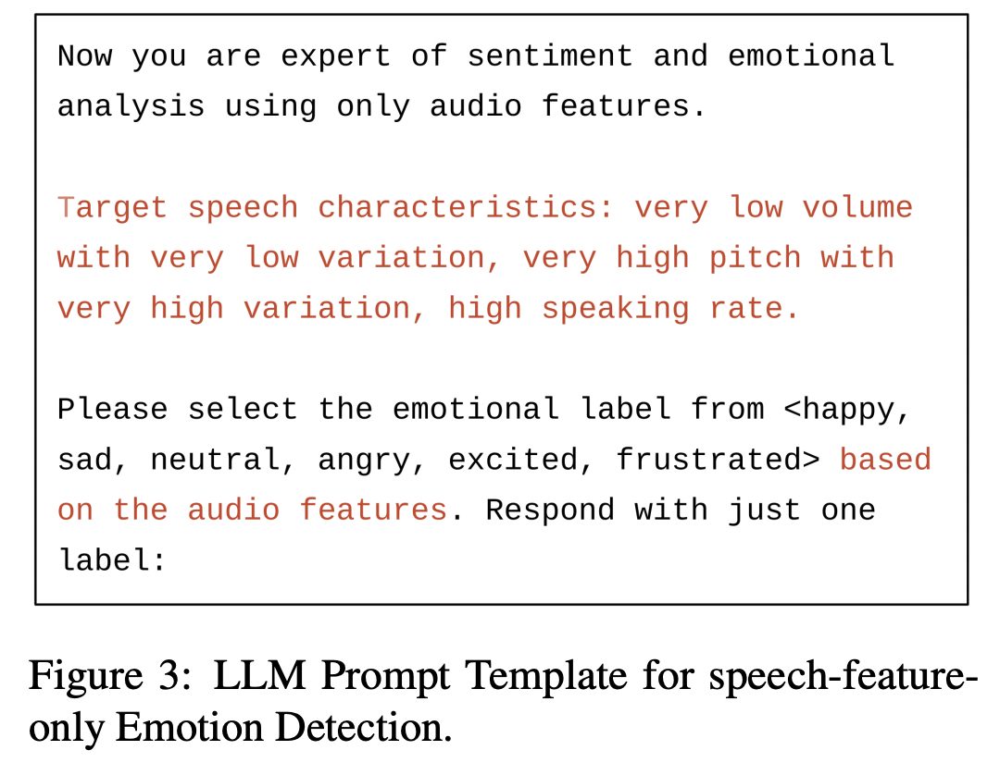 Now you are expert of sentiment and emotional
analysis using only audio features.
Target speech characteristics: very low volume
with very low variation, very high pitch with
very high variation, high speaking rate.
Please select the emotional label from <happy,
sad, neutral, angry, excited, frustrated> based
on the audio features. Respond with just one
label:
Figure 3: LLM Prompt Template for speech-feature-
only Emotion Detection.